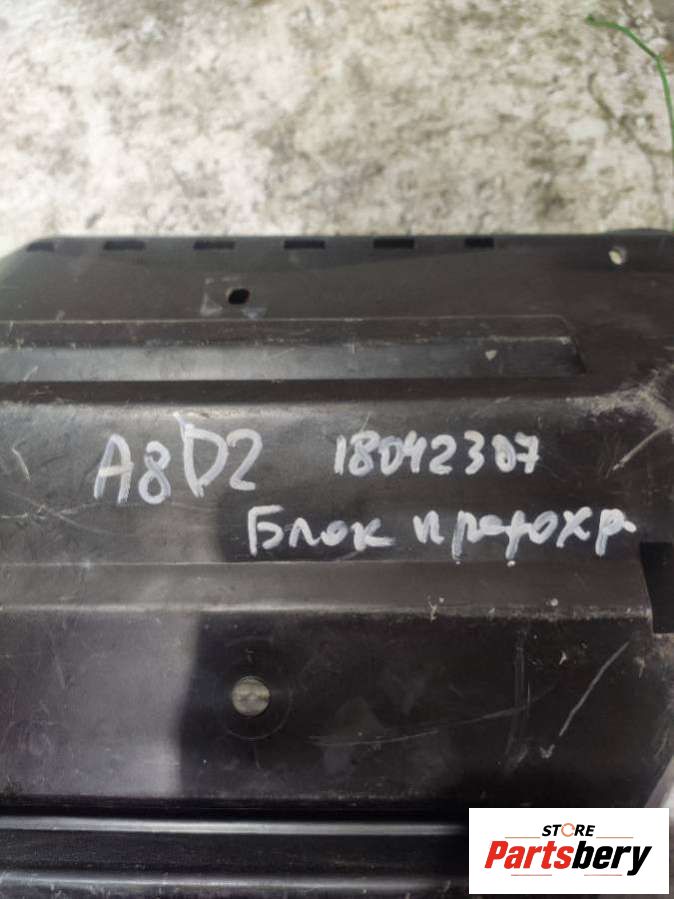 A8D2 18042307
Блок предохр.
STORE
Partsbery